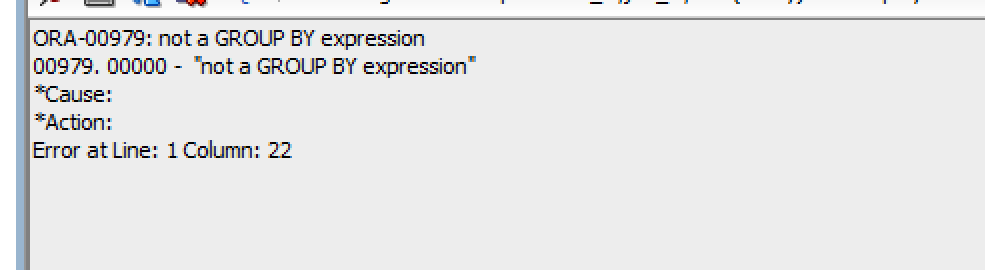 ORA-00979: not a GROUP BY expression
00979. 00000 -  "not a GROUP BY expression"
*Cause:
*Action:
Error at Line: 1 Column: 22